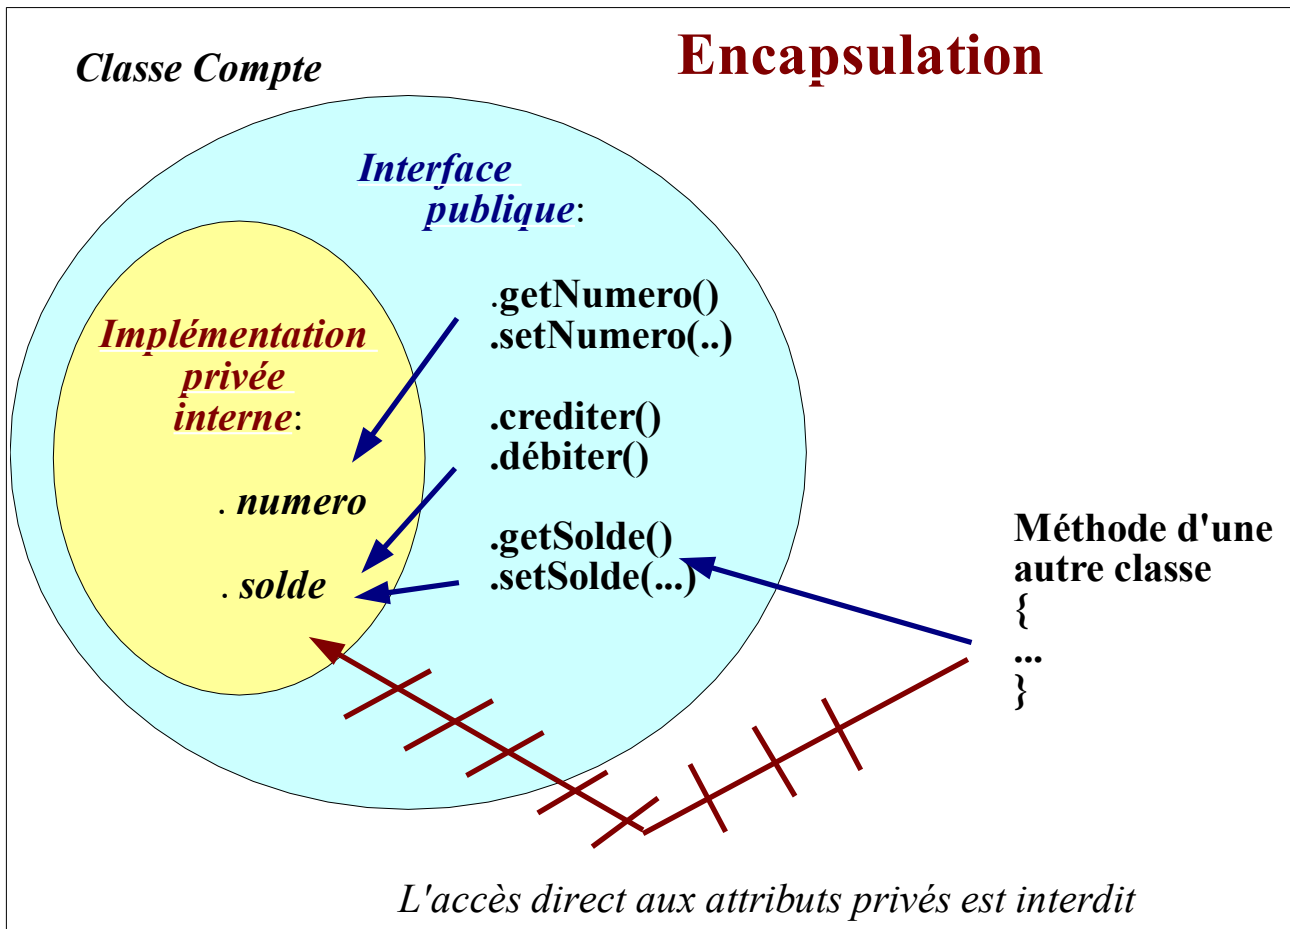 Encapsulation
Classe Compte
Interface
publique:
.getNumero()
.setNumero(..)
Implémentation
privée
interne:
.crediter()
.débiter()
. numero
.getSolde()
.setSolde(...)
. solde
Méthode d'une
autre classe
{
...
}
L'accès direct aux attributs privés est interdit